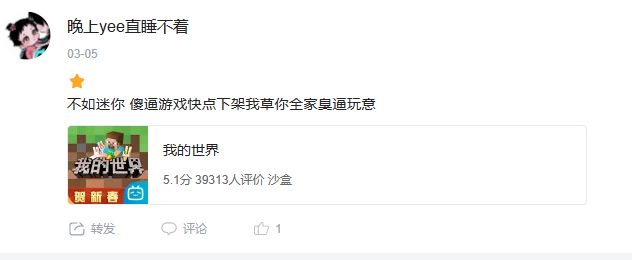 晚上yee直睡不着
03-05
不如迷你 傻逼游戏快点下架我草你全家臭逼玩意
我的世界
贺新春
我的世界
5.1分 39313人评价 沙盒
转发
评论
1